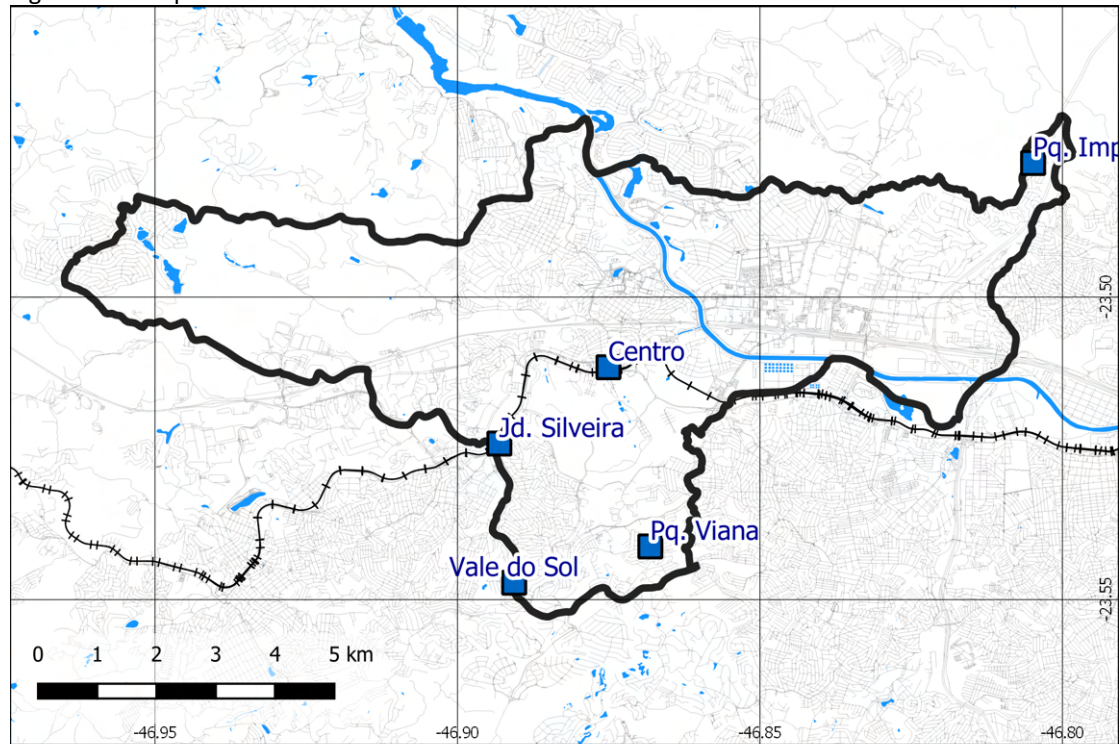 Pq. Imp
-23.50
Centro
Jd. Silveira
Pq. Viana
Vale do Sol
-23.55
0 1 2 3 4 5 km
-46.95 -46.90 -46.85 -46.80